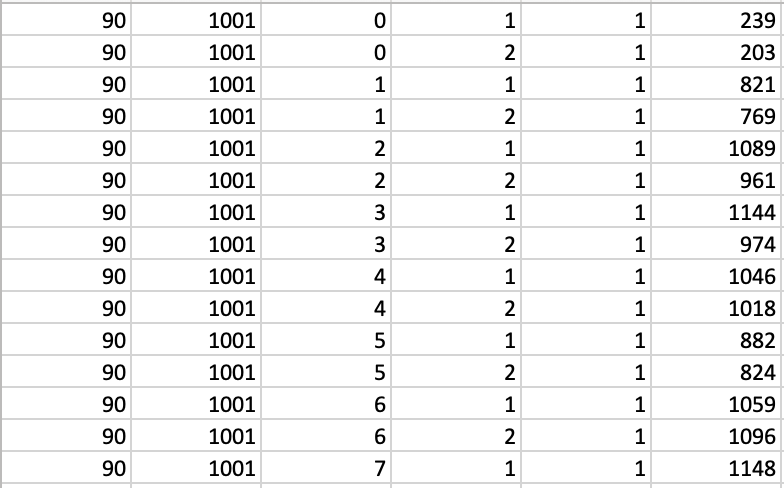 90 1001 0 1 1 239
90 1001 0 2 1 203
90 1001 1 1 1 821
90 1001 1 2 1 769
90 1001 2 1 1 1089
90 1001 2 2 1 961
90 1001 3 1 1 1144
90 1001 3 2 1 974
90 1001 4 1 1 1046
90 1001 4 2 1 1018
90 1001 5 1 1 882
90 1001 5 2 1 824
90 1001 6 1 1 1059
90 1001 6 2 1 1096
90 1001 7 1 1 1148